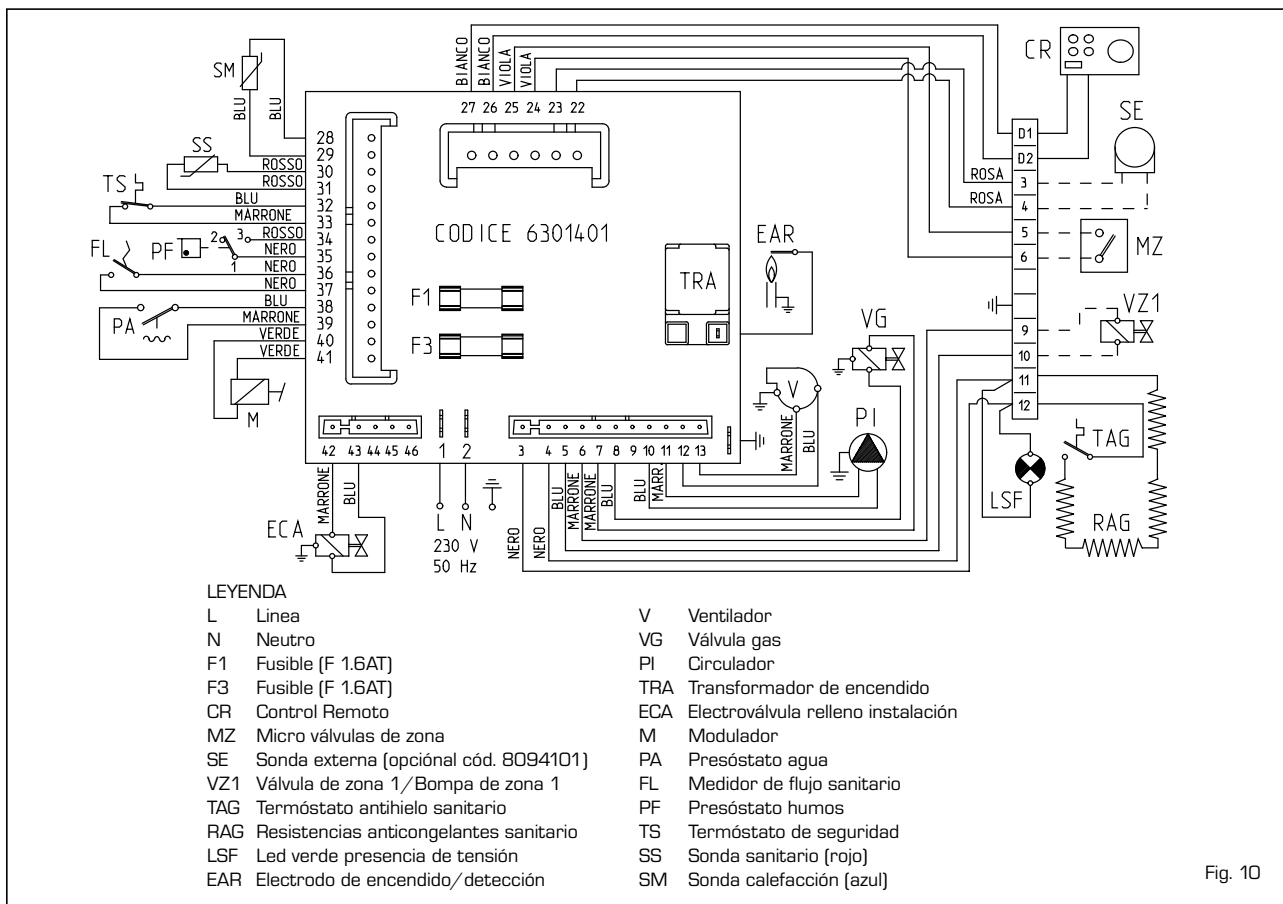 BIANCO
BIANCO
VIOLA
VIOLA
27 26 25 24 23 22
CR
SM
BLU
BLU
SS
TS
FL
PF
2
3
1
PA
M
28
29
ROSSO 30
ROSSO 31
BLU 32
MARRONE 33
ROSSO 34
NERO 35
NERO 36
NERO 37
BLU 38
MARRONE 39
VERDE 40
VERDE 41
CODICE 6301401
F1
F3
TRA
EAR
VG
V
PI
MARRONE
BLU
SE
MZ
VZ1
ROSA
ROSA
D1
D2
3
4
5
6
9
10
11
12
TAG
LSF
RAG
42 43 44 45 46
1 2
3 4 5 6 7 8 9 10 11 12 13
MARRONE
BLU
ECA
L N
230 V
50 Hz
NERO
NERO
BLU
MARRONE
MARRONE
BLU
BLU
MARR.
LEYENDA
L Linea
N Neutro
F1 Fusible (F 1.6AT)
F3 Fusible (F 1.6AT)
CR Control Remoto
MZ Micro válvulas de zona
SE Sonda externa (opciónal cód. 8094101)
VZ1 Válvula de zona 1/Bompa de zona 1
TAG Termóstato antihielo sanitario
RAG Resistencias anticongelantes sanitario
LSF Led verde presencia de tensión
EAR Electrodo de encendido/detección
V Ventilador
VG Válvula gas
PI Circulador
TRA Transformador de encendido
ECA Electroválvula relleno instalación
M Modulador
PA Presóstato agua
FL Medidor de flujo sanitario
PF Presóstato humos
TS Termóstato de seguridad
SS Sonda sanitario (rojo)
SM Sonda calefacción (azul)
Fig. 10